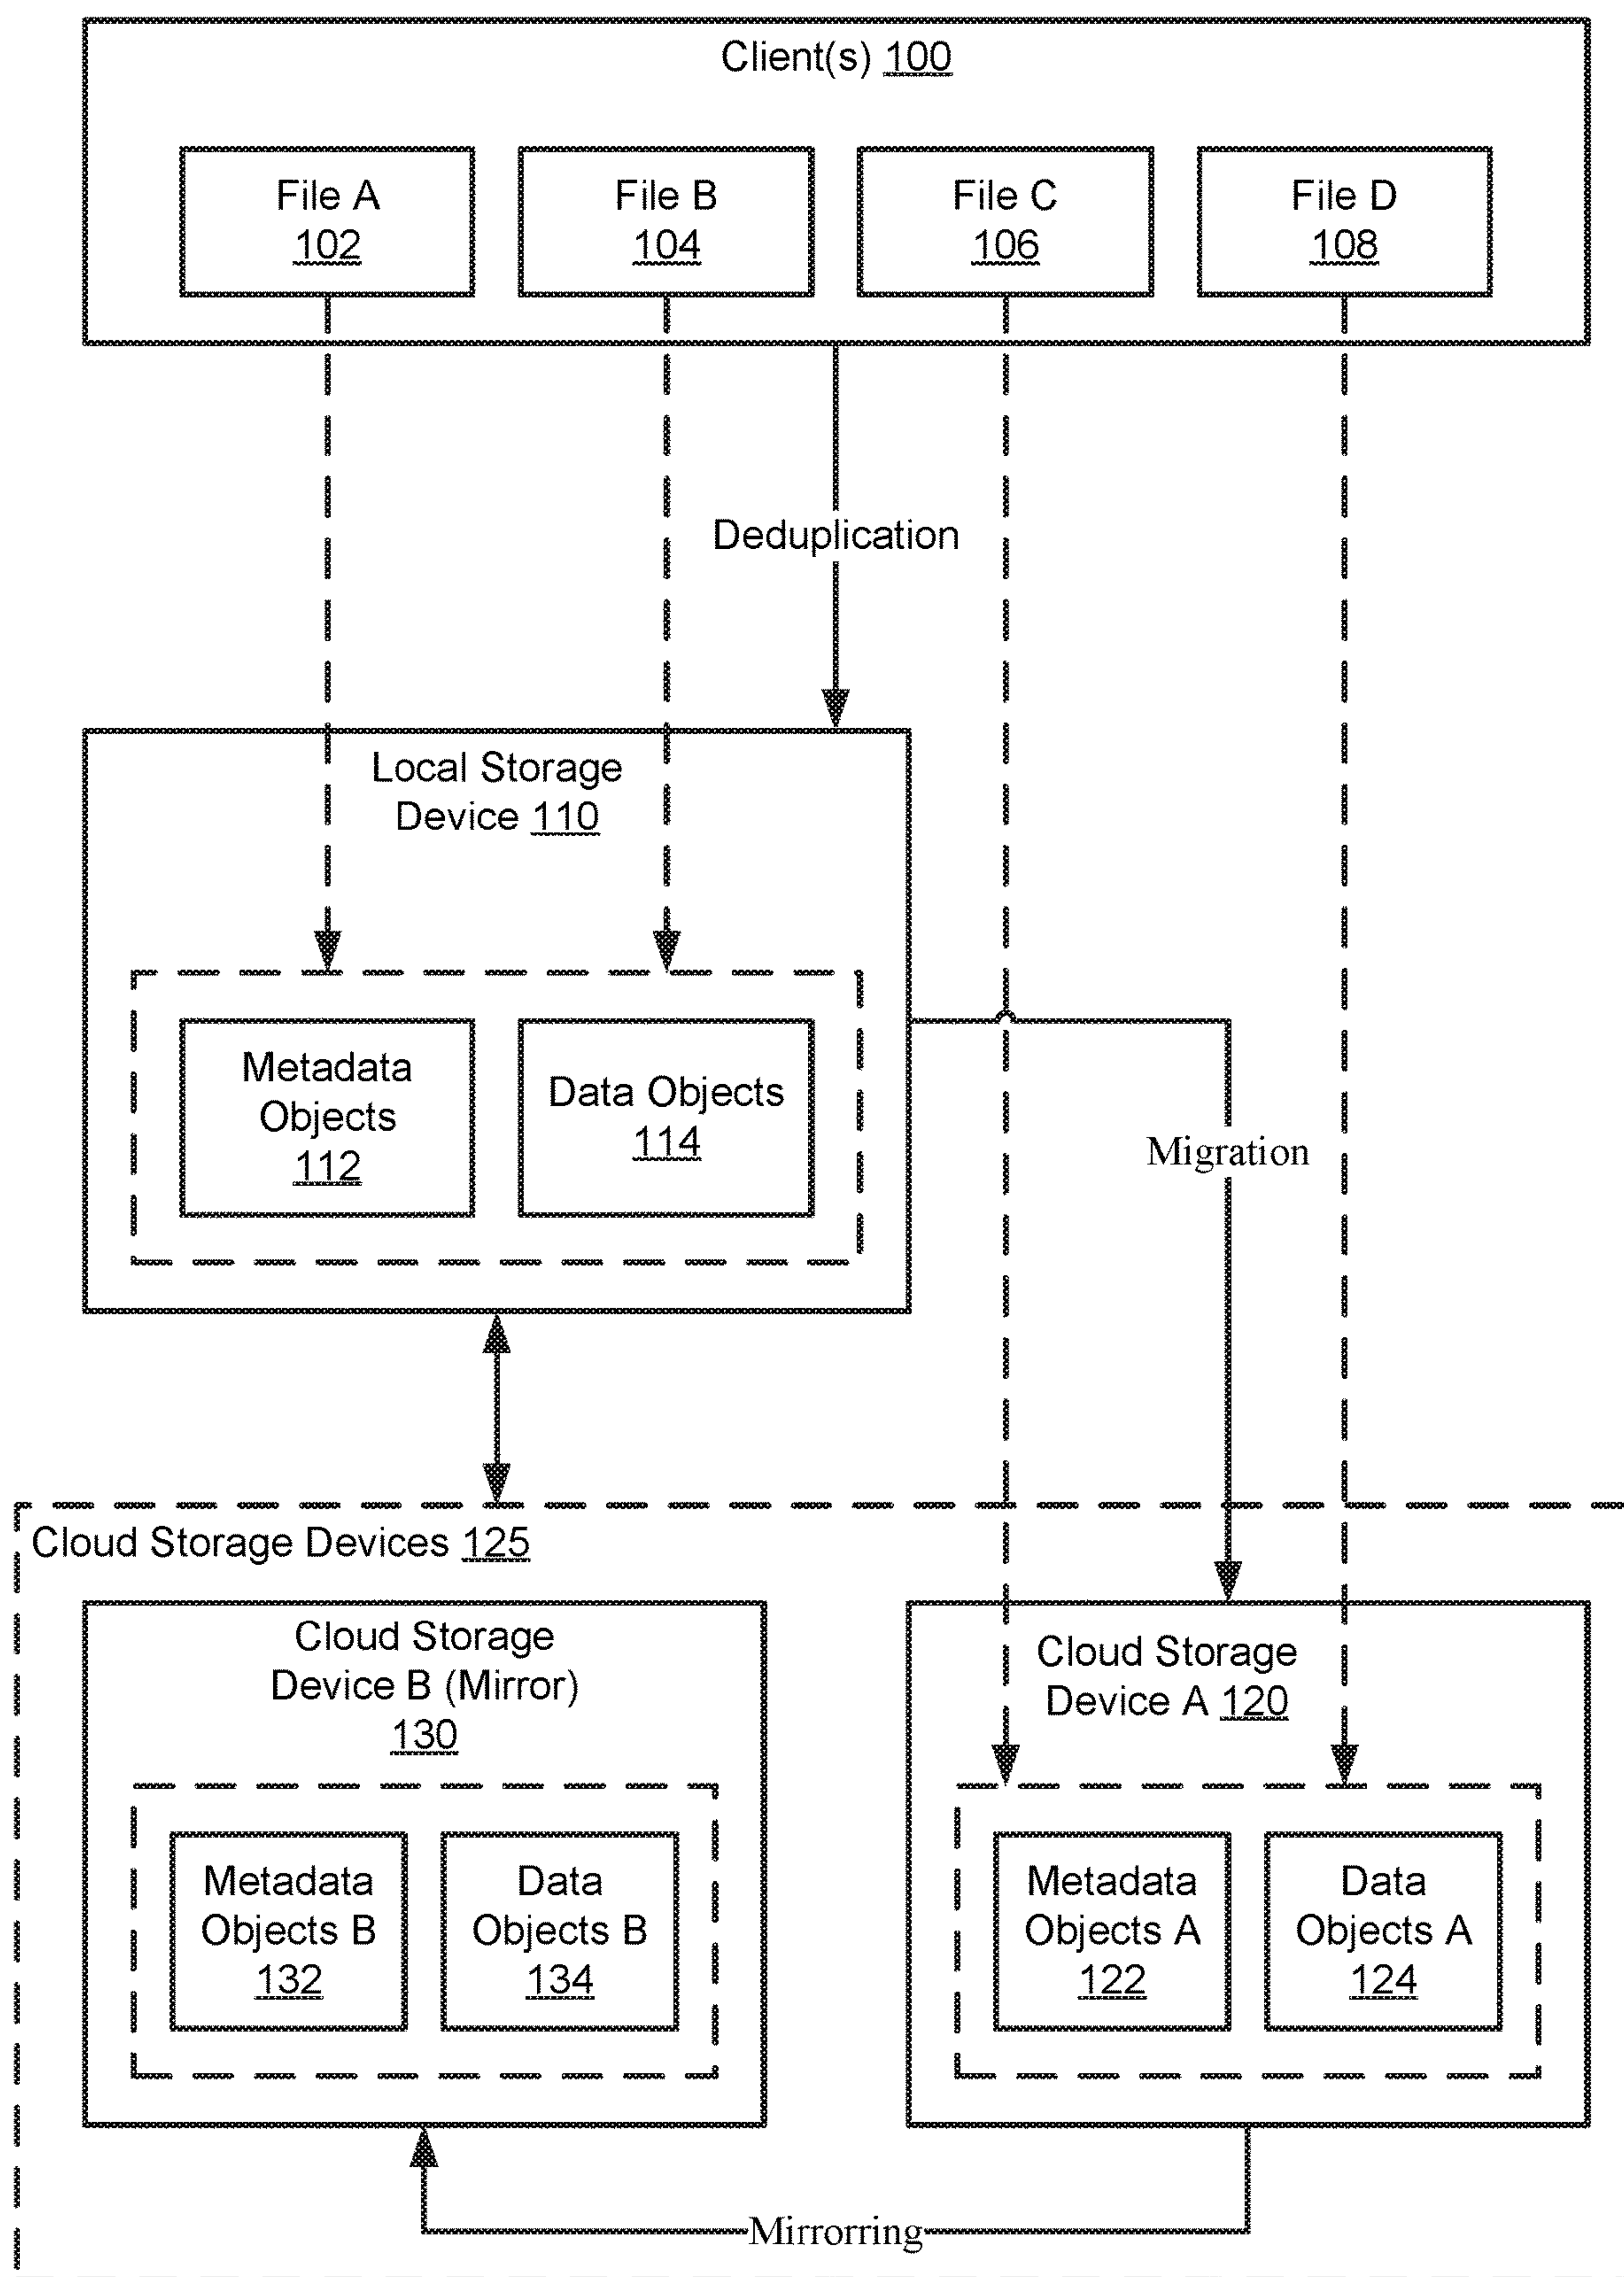 Client(s) 100
File A
102
File B
104
File C
106
File D
108
Deduplication
Local Storage
Device 110
Metadata
Objects
112
Data Objects
114
Migration
Cloud Storage Devices 125
Cloud Storage
Device B (Mirror)
130
Metadata
Objects B
132
Data
Objects B
134
Cloud Storage
Device A 120
Metadata
Objects A
122
Data
Objects A
124
Mirrorring